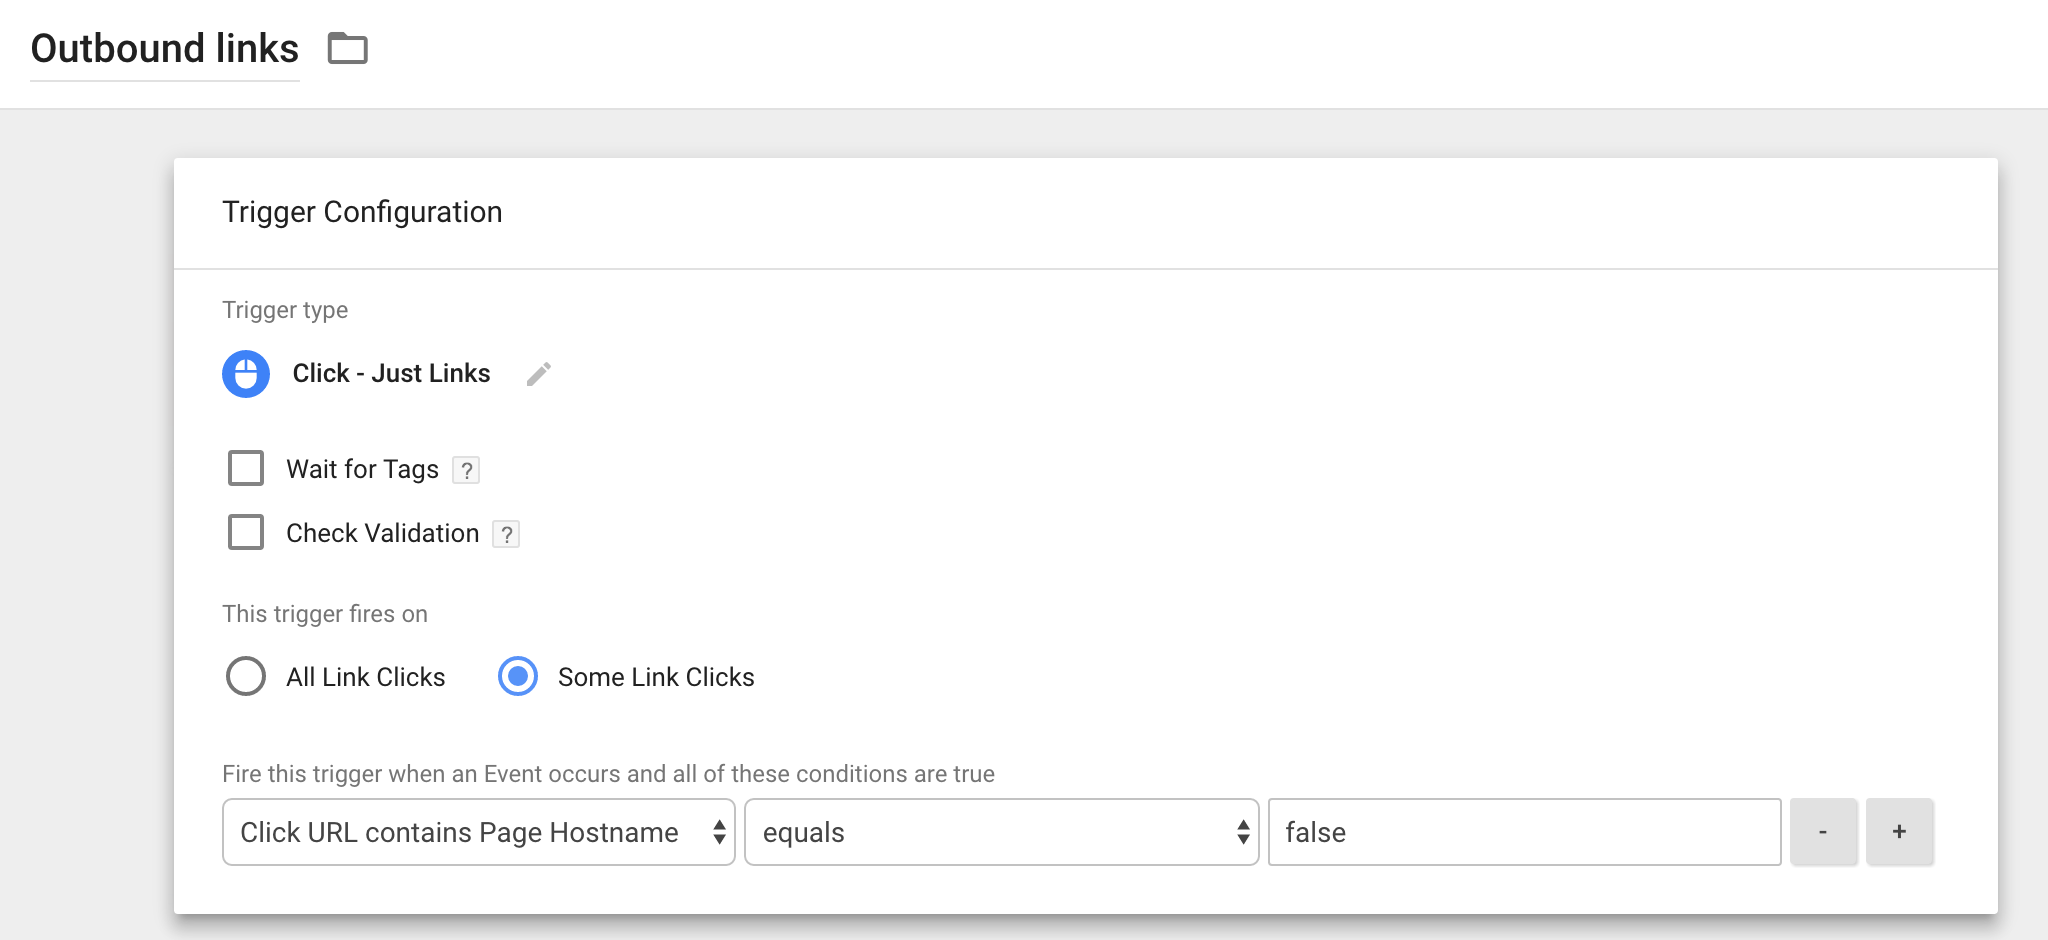 Outbound links
Trigger Configuration
Trigger type
Click - Just Links
Wait for Tags ?
Check Validation ?
This trigger fires on
All Link Clicks Some Link Clicks
Fire this trigger when an Event occurs and all of these conditions are true
Click URL contains Page Hostname equals false - +